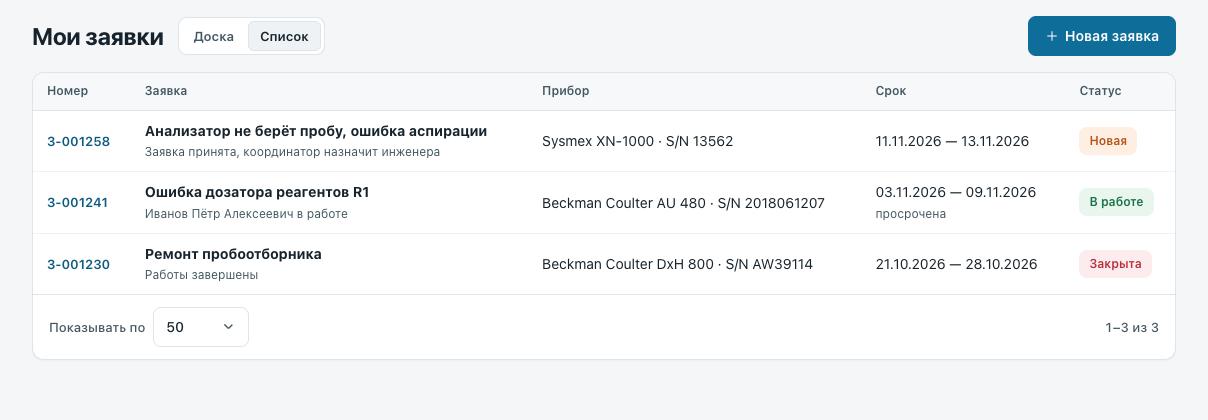 Мои заявки
Доска
Список
+ Новая заявка
Номер
Заявка
Прибор
Срок
Статус
З-001258
Анализатор не берёт пробу, ошибка аспирации
Заявка принята, координатор назначит инженера
Sysmex XN-1000 · S/N 13562
11.11.2026 — 13.11.2026
Новая
З-001241
Ошибка дозатора реагентов R1
Иванов Пётр Алексеевич в работе
Beckman Coulter AU 480 · S/N 2018061207
03.11.2026 — 09.11.2026
просрочена
В работе
З-001230
Ремонт пробоотборника
Работы завершены
Beckman Coulter DxH 800 · S/N AW39114
21.10.2026 — 28.10.2026
Закрыта
Показывать по
50
1–3 из 3